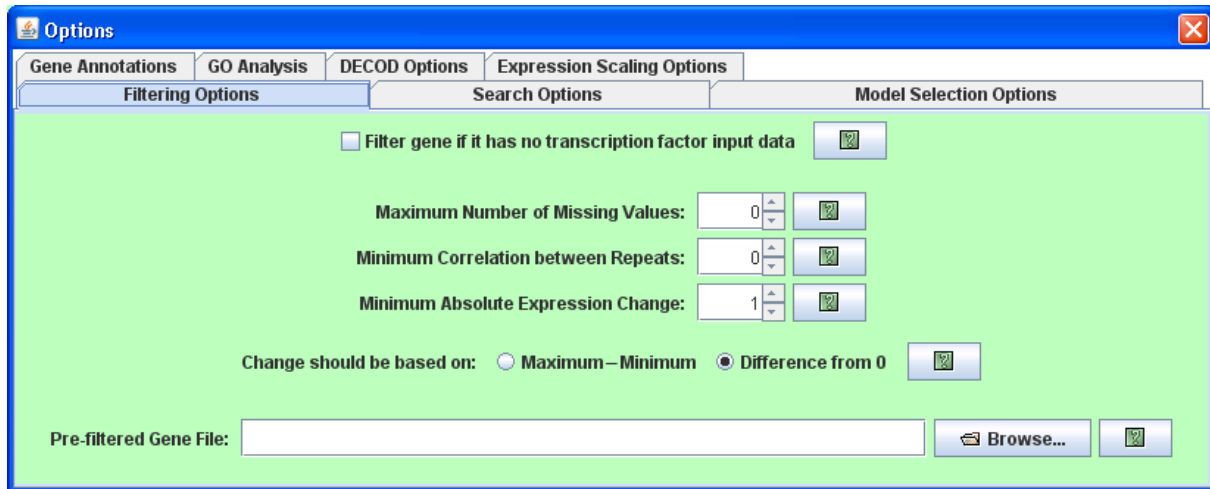 Options
Gene Annotations GO Analysis DECOD Options Expression Scaling Options
Filtering Options Search Options Model Selection Options
Filter gene if it has no transcription factor input data ?
Maximum Number of Missing Values: 0 ?
Minimum Correlation between Repeats: 0 ?
Minimum Absolute Expression Change: 1 ?
Change should be based on: Maximum−Minimum Difference from 0 ?
Pre-filtered Gene File: Browse... ?